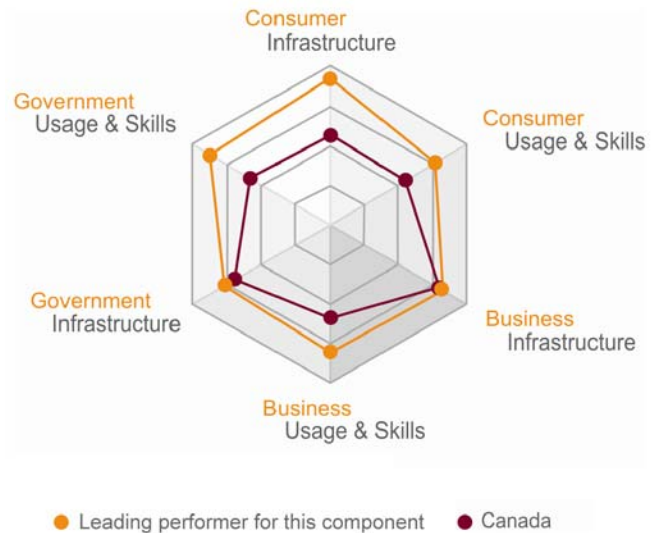 Consumer
Infrastructure
Government
Usage & Skills
Consumer
Usage & Skills
Government
Infrastructure
Business
Infrastructure
Business
Usage & Skills
Leading performer for this component
Canada